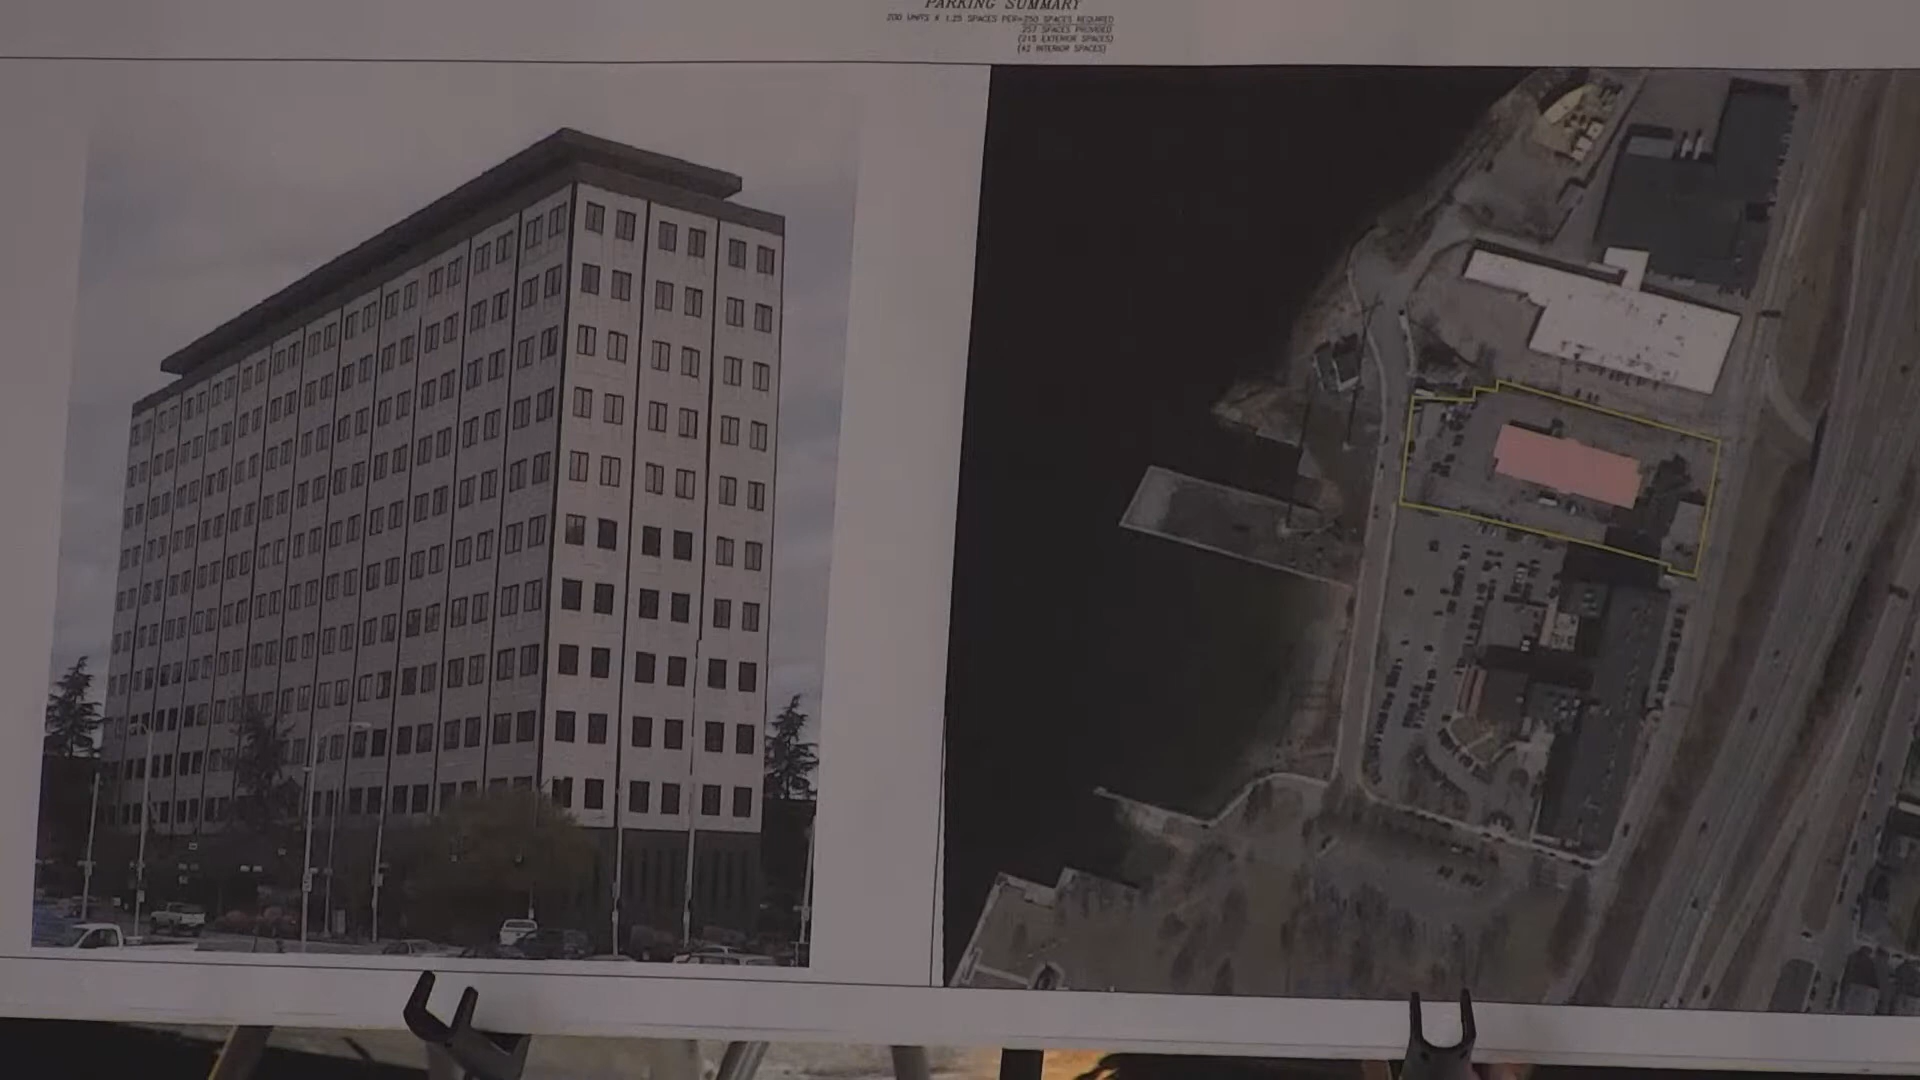 PARKING SUMMARY
200 UNITS X 1.25 SPACES PER=250 SPACES REQUIRED
257 SPACES PROVIDED
(215 EXTERIOR SPACES)
(42 INTERIOR SPACES)